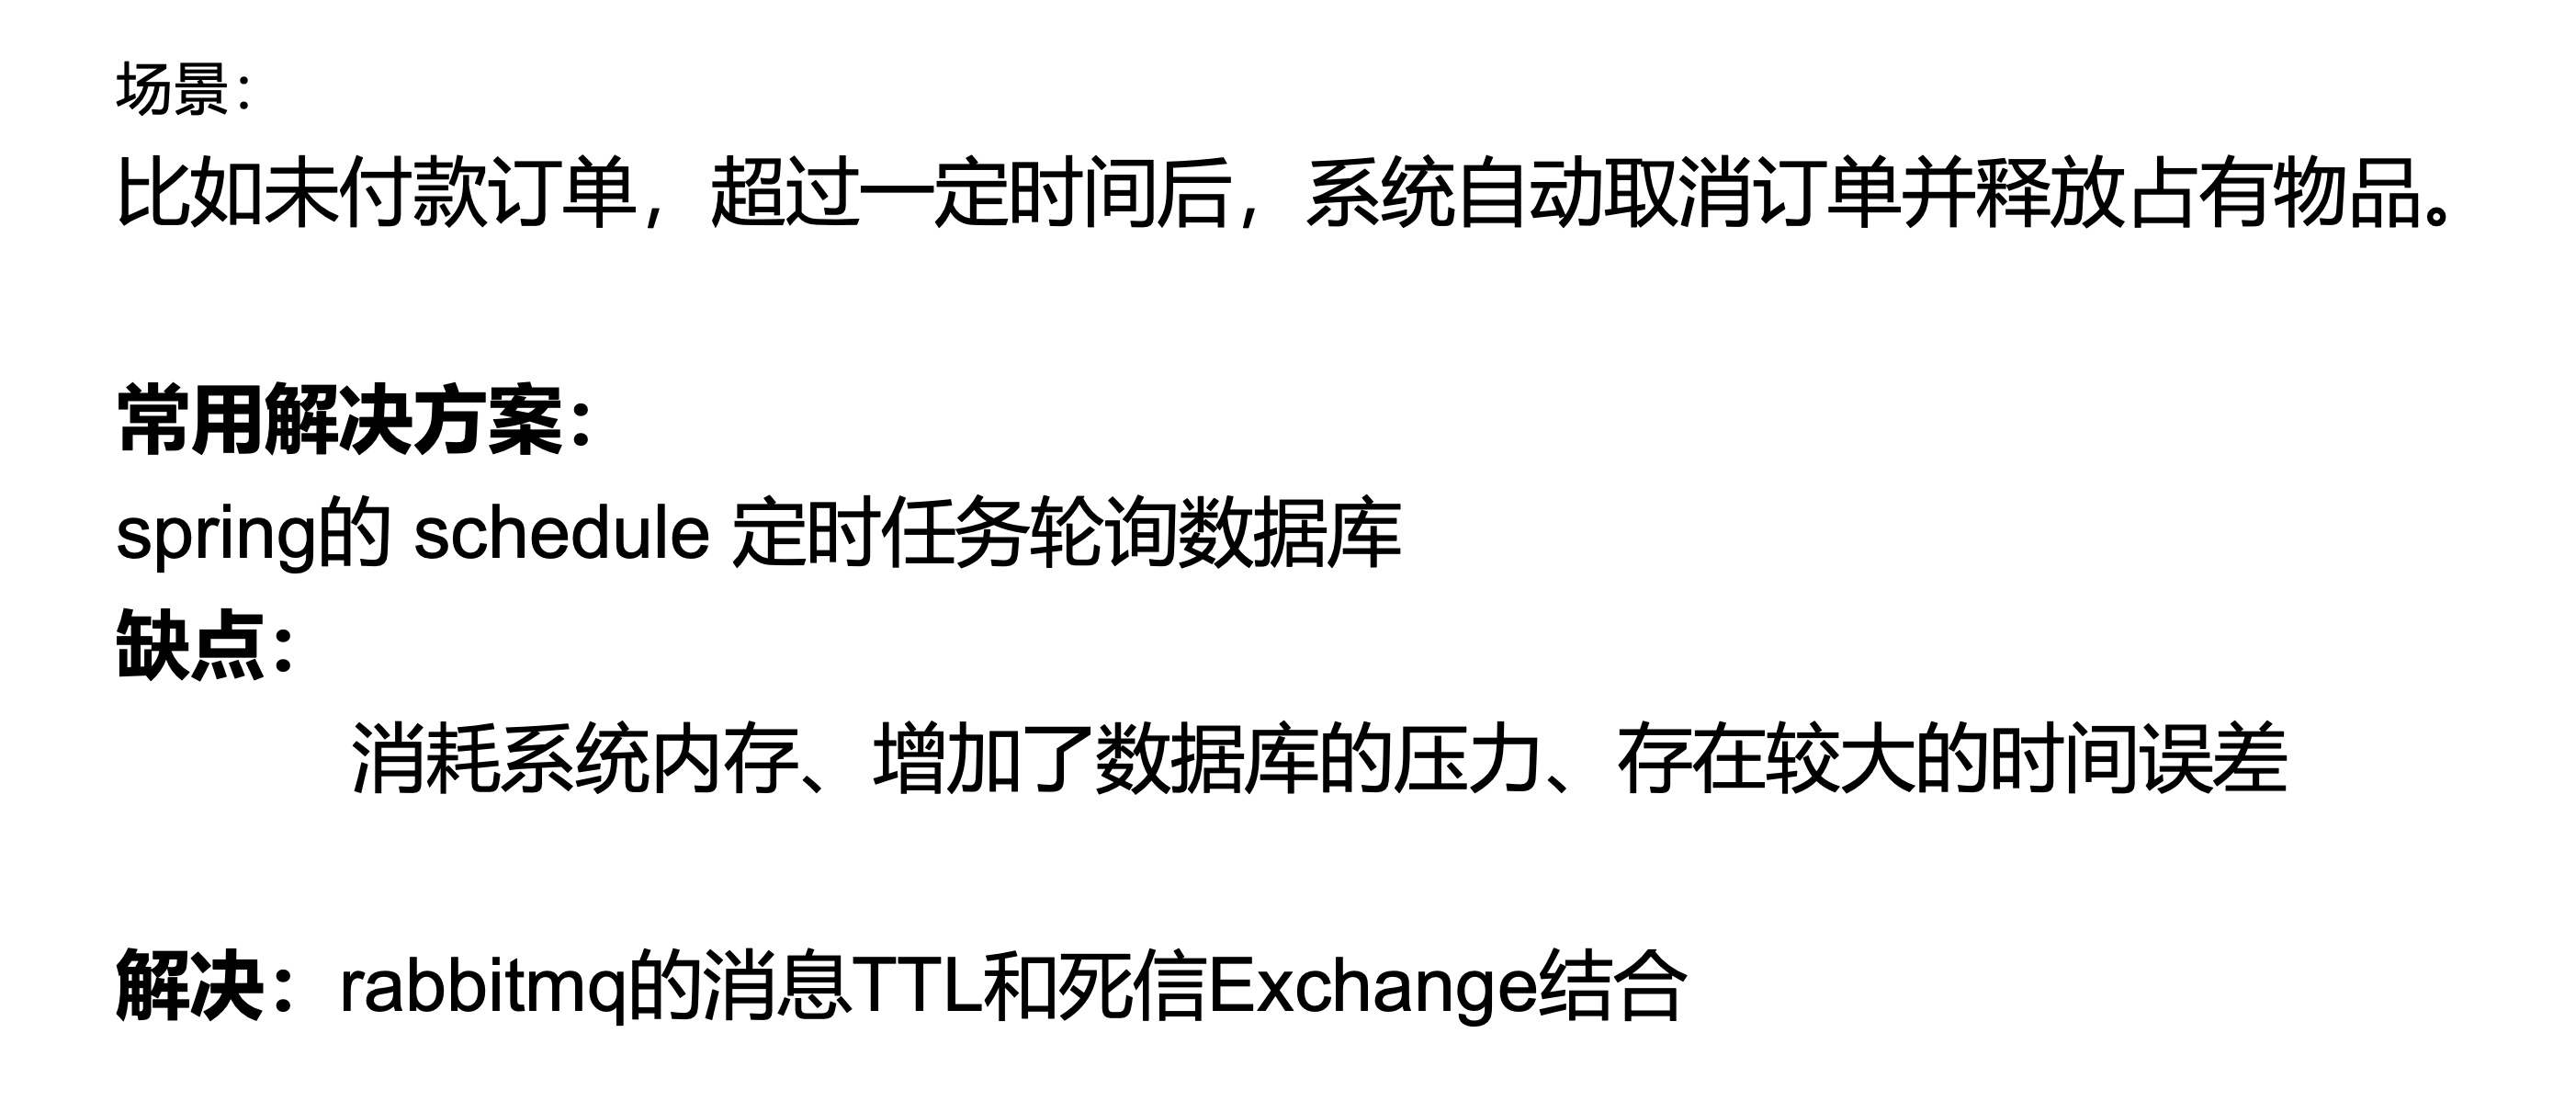 场景：
比如未付款订单，超过一定时间后，系统自动取消订单并释放占有物品。
常用解决方案：
spring的 schedule 定时任务轮询数据库
缺点：
消耗系统内存、增加了数据库的压力、存在较大的时间误差
解决：rabbitmq的消息TTL和死信Exchange结合